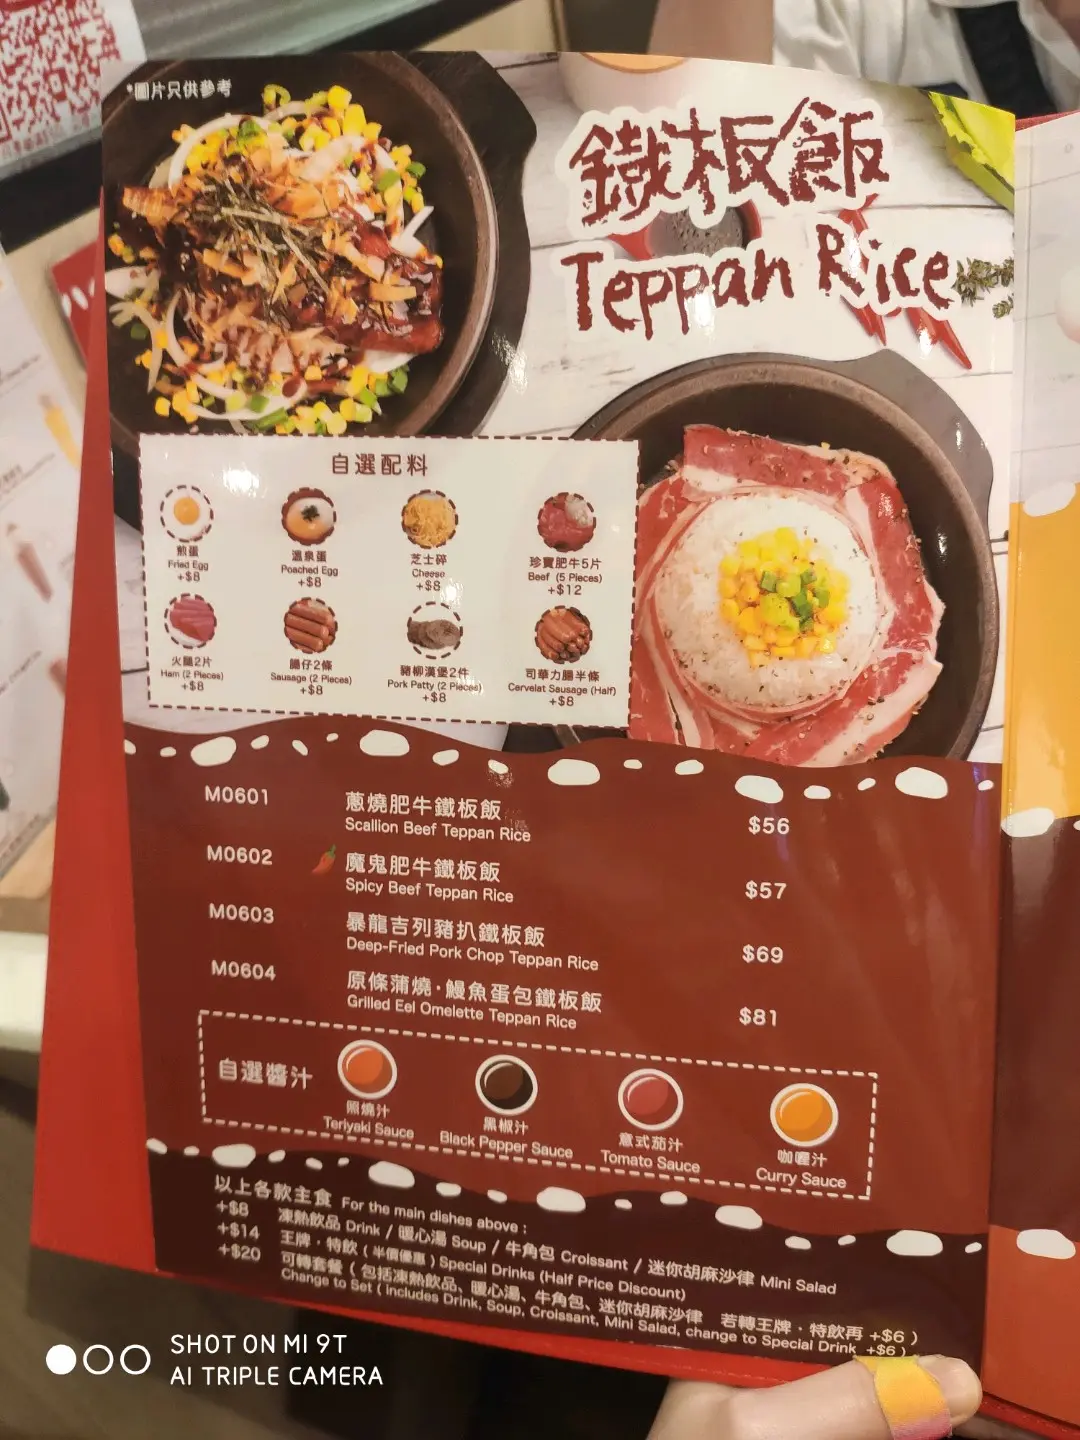 *圖片只供參考
鐵板飯
Teppan Rice
自選配料
煎蛋
Fried Egg
+$8
溫泉蛋
Poached Egg
+$8
芝士碎
Cheese
+$8
珍寶肥牛5片
Beef (5 Pieces)
+$12
火腿2片
Ham (2 Pieces)
+$8
腸仔2條
Sausage (2 Pieces)
+$8
豬柳漢堡2件
Pork Patty (2 Pieces)
+$8
司華力腸半條
Cervelat Sausage (Half)
+$8
M0601 蔥燒肥牛鐵板飯 $56
Scallion Beef Teppan Rice
M0602 魔鬼肥牛鐵板飯 $57
Spicy Beef Teppan Rice
M0603 暴龍吉列豬扒鐵板飯 $69
Deep-Fried Pork Chop Teppan Rice
M0604 原條蒲燒·鰻魚蛋包鐵板飯 $81
Grilled Eel Omelette Teppan Rice
自選醬汁
照燒汁
Teriyaki Sauce
黑椒汁
Black Pepper Sauce
意式茄汁
Tomato Sauce
咖喱汁
Curry Sauce
以上各款主食 For the main dishes above :
+$8 凍熱飲品 Drink / 暖心湯 Soup / 牛角包 Croissant / 迷你胡麻沙律 Mini Salad
+$14 王牌·特飲 ( 半價優惠 ) Special Drinks (Half Price Discount)
+$20 可轉套餐 ( 包括凍熱飲品、暖心湯、牛角包、迷你胡麻沙律 若轉王牌·特飲再 +$6 )
Change to Set ( includes Drink, Soup, Croissant, Mini Salad, change to Special Drink +$6 )
SHOT ON MI 9T
AI TRIPLE CAMERA